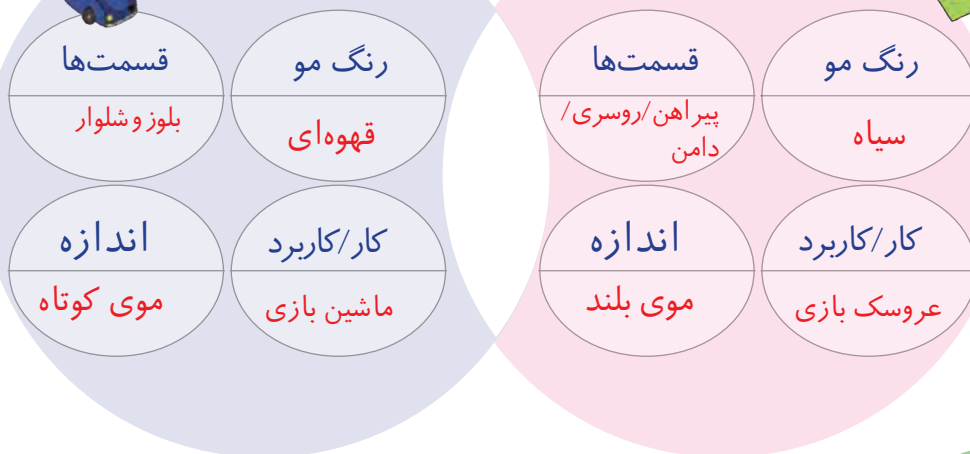 رنگ مو
سیاه
قسمت‌ها
پیراهن/روسری/
دامن
رنگ مو
قهوه‌ای
قسمت‌ها
بلوز و شلوار
کار/کاربرد
عروسک بازی
اندازه
موی بلند
کار/کاربرد
ماشین بازی
اندازه
موی کوتاه